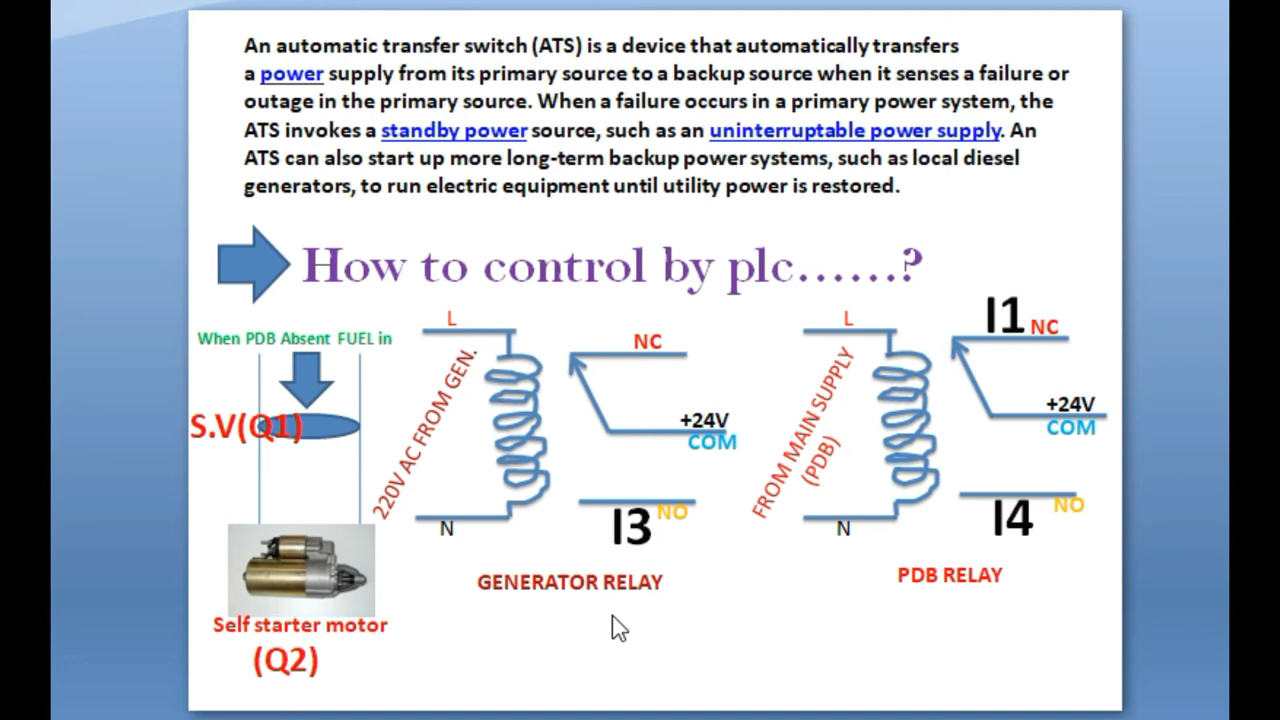 An automatic transfer switch (ATS) is a device that automatically transfers
a power supply from its primary source to a backup source when it senses a failure or
outage in the primary source. When a failure occurs in a primary power system, the
ATS invokes a standby power source, such as an uninterruptable power supply. An
ATS can also start up more long-term backup power systems, such as local diesel
generators, to run electric equipment until utility power is restored.
How to control by plc......?
When PDB Absent FUEL in
S.V(Q1)
Self starter motor
(Q2)
L
220V AC FROM GEN.
N
NC
+24V
COM
I3 NO
GENERATOR RELAY
L
FROM MAIN SUPPLY
(PDB)
N
I1 NC
+24V
COM
I4 NO
PDB RELAY